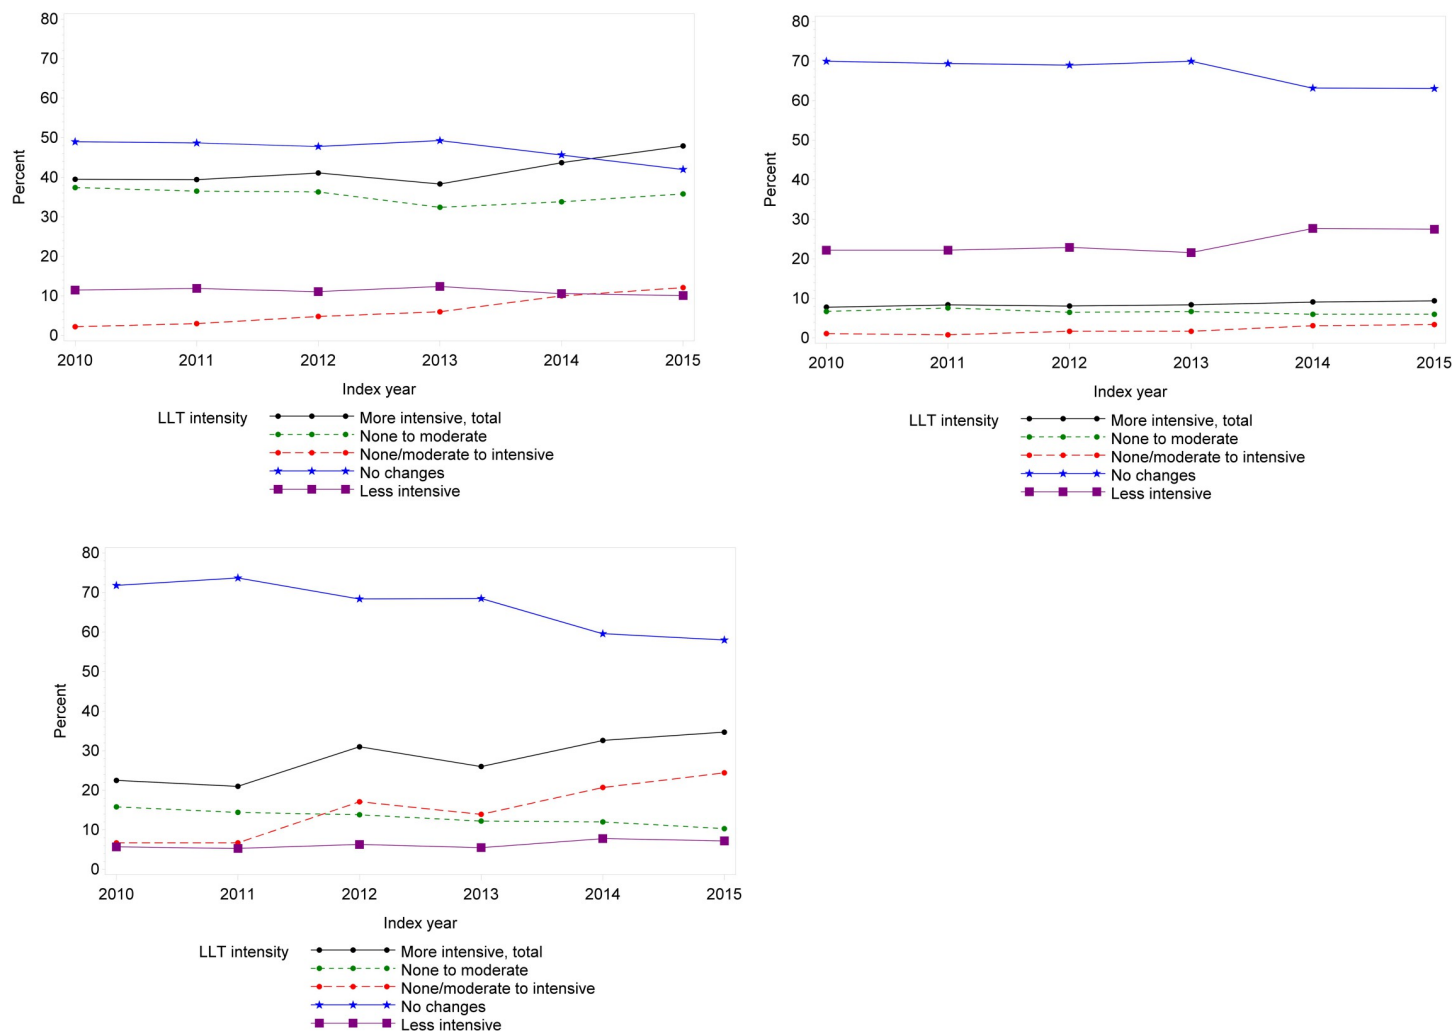 80
70
60
50
40
30
20
10
0
Percent
2010 2011 2012 2013 2014 2015
Index year
LLT intensity
More intensive, total
None to moderate
None/moderate to intensive
No changes
Less intensive
80
70
60
50
40
30
20
10
0
Percent
2010 2011 2012 2013 2014 2015
Index year
LLT intensity
More intensive, total
None to moderate
None/moderate to intensive
No changes
Less intensive
80
70
60
50
40
30
20
10
0
Percent
2010 2011 2012 2013 2014 2015
Index year
LLT intensity
More intensive, total
None to moderate
None/moderate to intensive
No changes
Less intensive